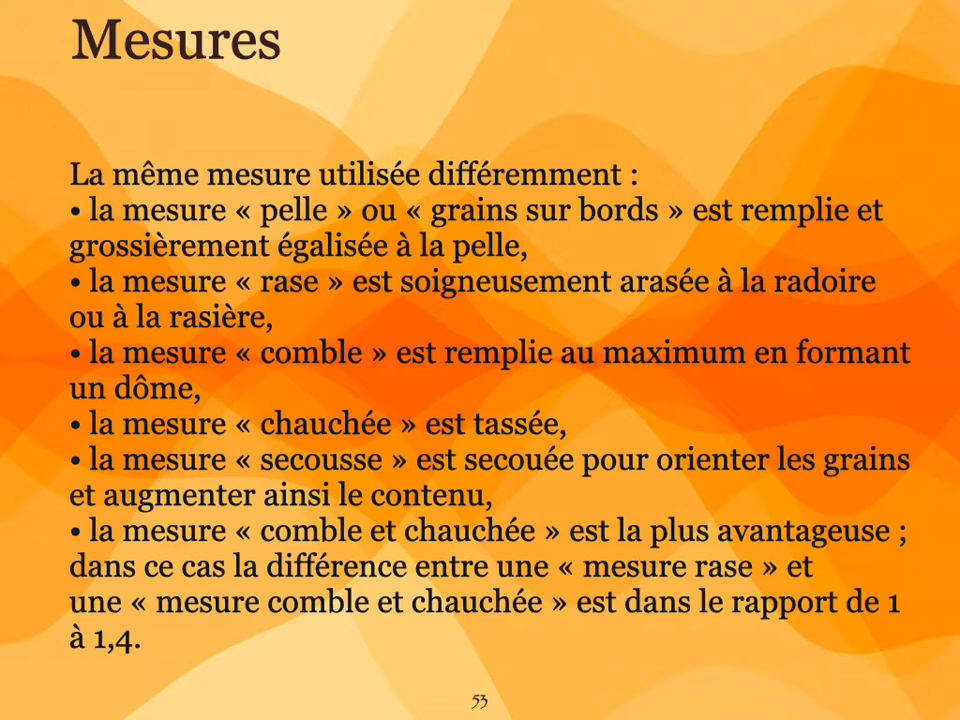 Mesures
La même mesure utilisée différemment :
• la mesure « pelle » ou « grains sur bords » est remplie et
grossièrement égalisée à la pelle,
• la mesure « rase » est soigneusement arasée à la radoire
ou à la rasière,
• la mesure « comble » est remplie au maximum en formant
un dôme,
• la mesure « chauchée » est tassée,
• la mesure « secousse » est secouée pour orienter les grains
et augmenter ainsi le contenu,
• la mesure « comble et chauchée » est la plus avantageuse ;
dans ce cas la différence entre une « mesure rase » et
une « mesure comble et chauchée » est dans le rapport de 1
à 1,4.
53